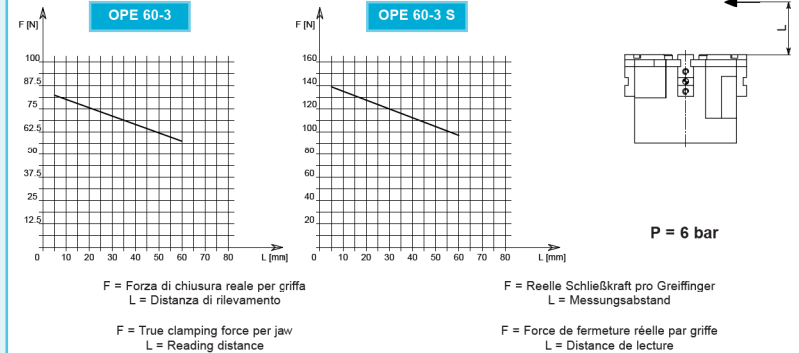 OPE 60-3
F [N]
100
87.5
75
62.5
50
37.5
25
12.5
0 10 20 30 40 50 60 70 80 L [mm]
OPE 60-3 S
F [N]
160
140
120
100
80
60
40
20
0 10 20 30 40 50 60 70 80 L [mm]
L
P = 6 bar
F = Forza di chiusura reale per griffa
L = Distanza di rilevamento
F = True clamping force per jaw
L = Reading distance
F = Reelle Schließkraft pro Greiffinger
L = Messungsabstand
F = Force de fermeture réelle par griffe
L = Distance de lecture